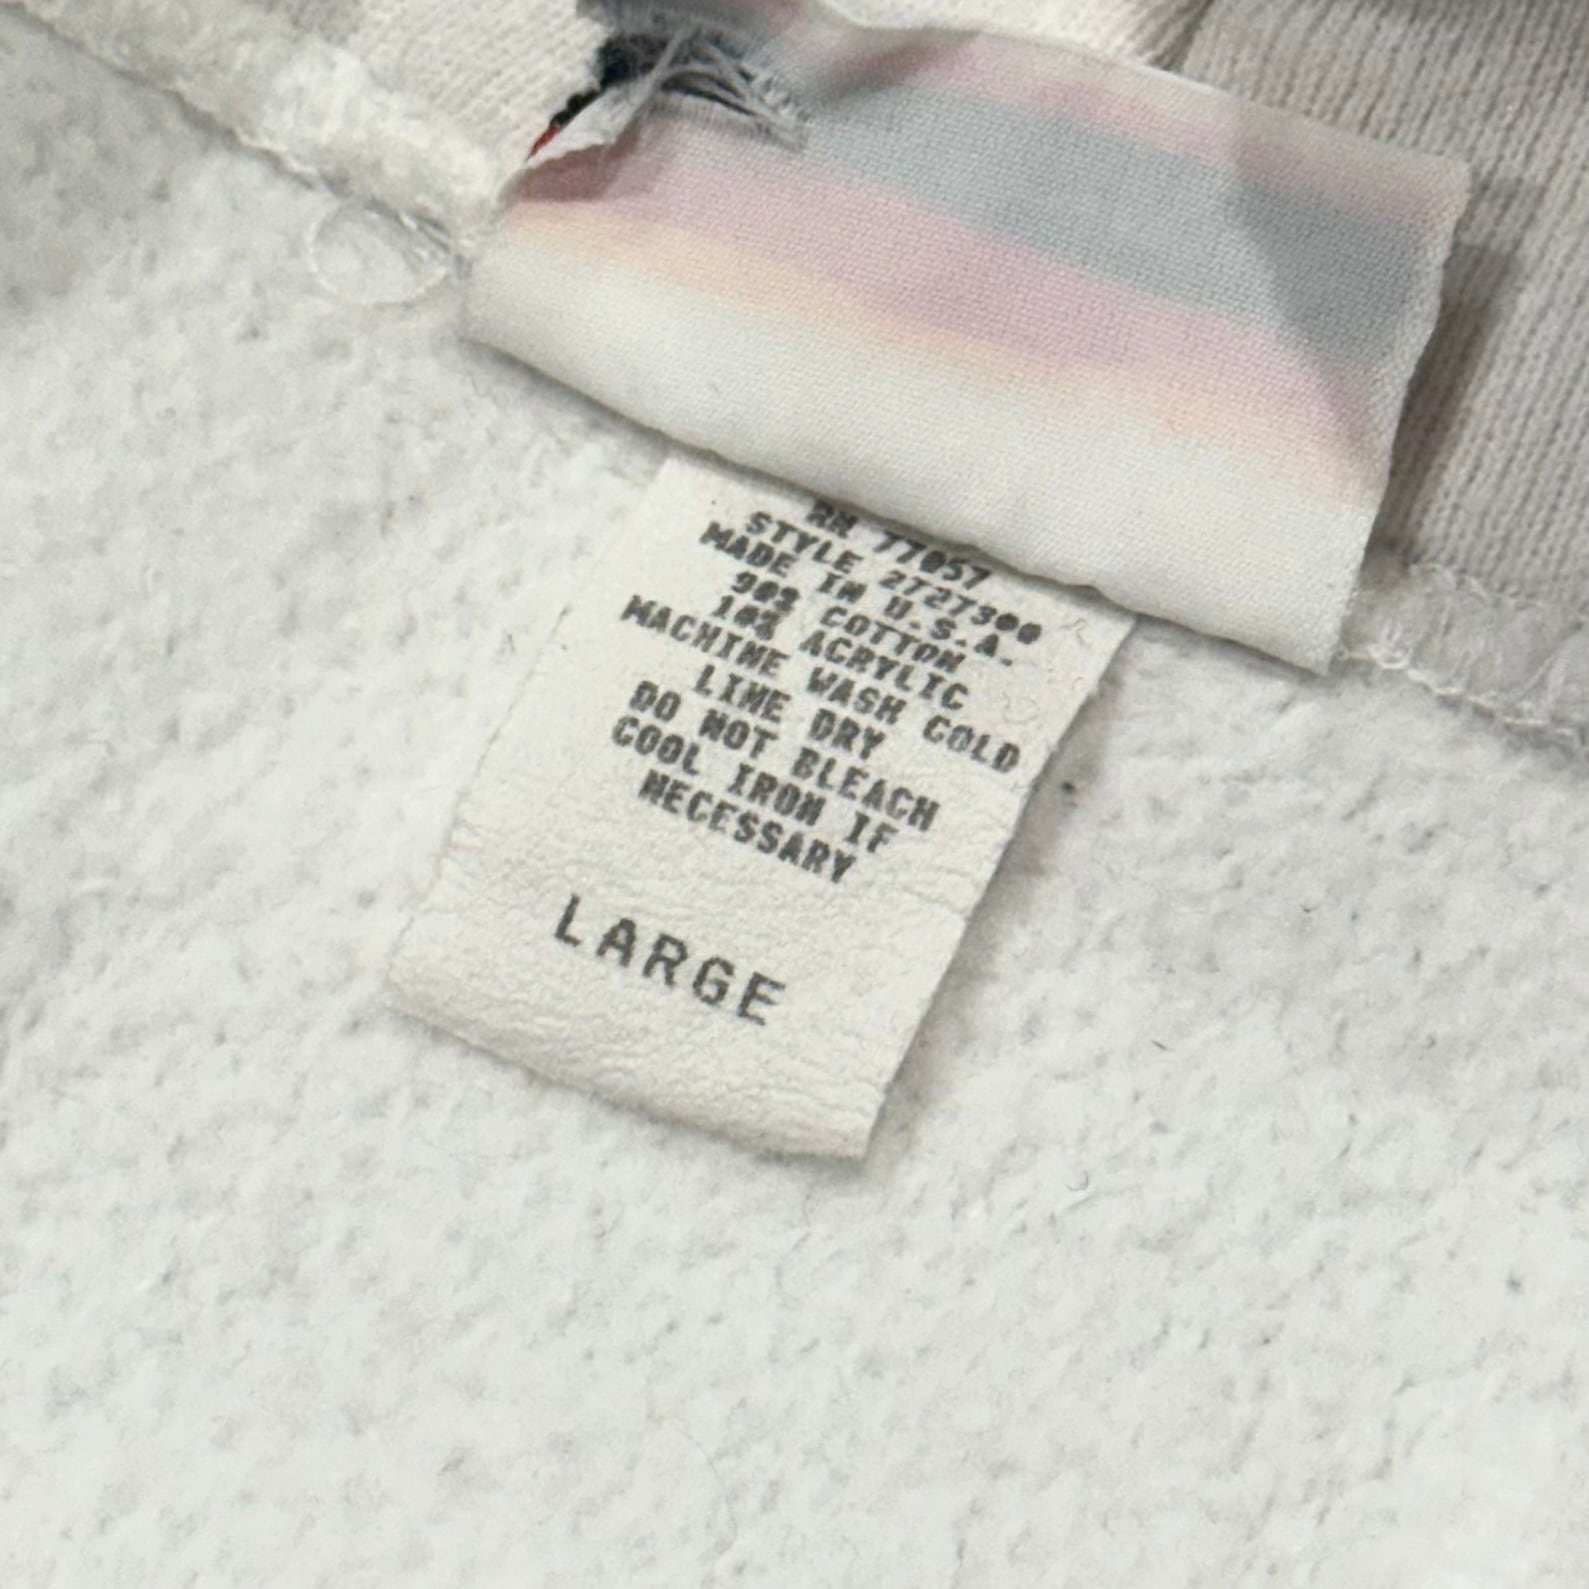 RN 77057
STYLE 2727300
MADE IN U.S.A.
90% COTTON
10% ACRYLIC
MACHINE WASH COLD
LINE DRY
DO NOT BLEACH
COOL IRON IF
NECESSARY
LARGE